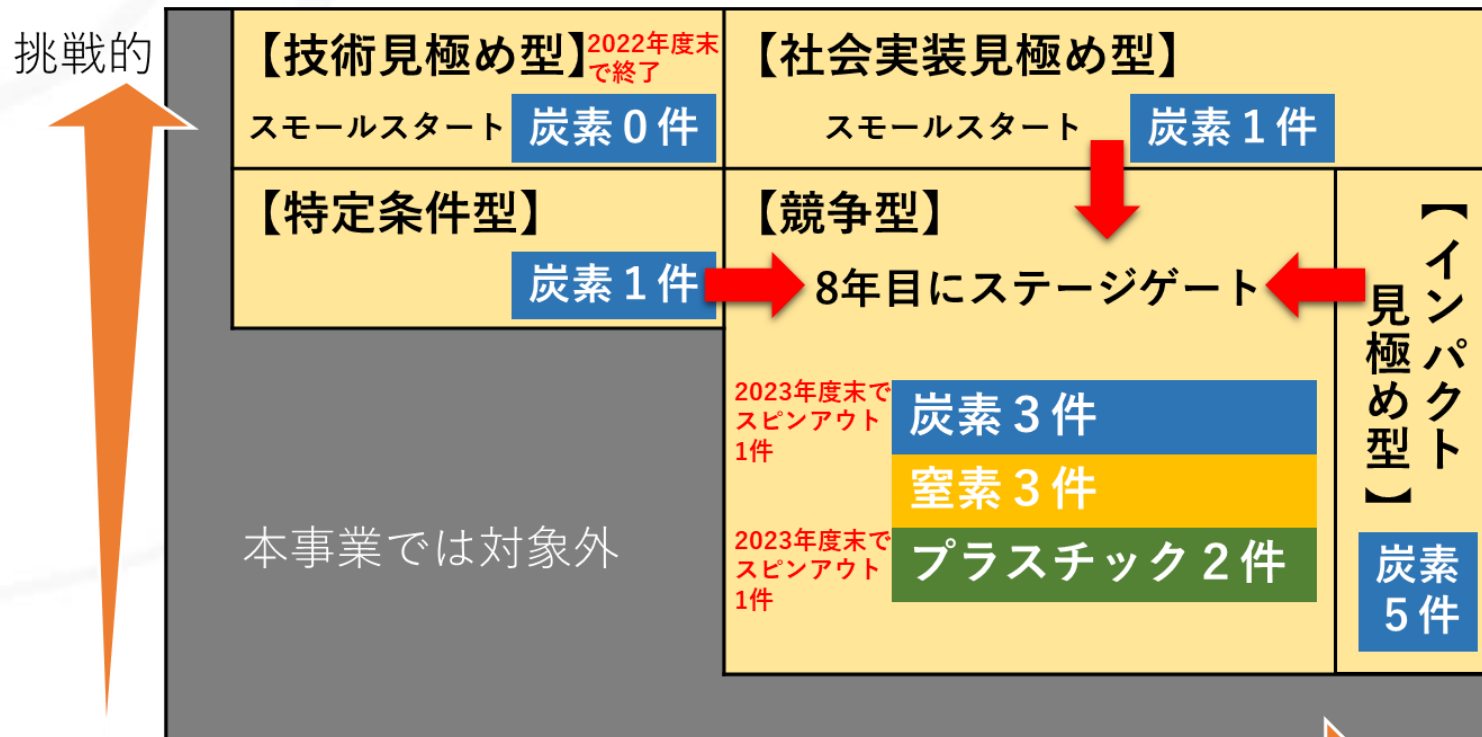 挑戦的
【技術見極め型】
2022年度末
で終了
スモールスタート
炭素0件
【社会実装見極め型】
スモールスタート
炭素1件
【特定条件型】
炭素1件
【競争型】
8年目にステージゲート
2023年度末で
スピンアウト
1件
炭素3件
窒素3件
2023年度末で
スピンアウト
1件
プラスチック2件
【インパクト
見極め型】
炭素
5件
本事業では対象外